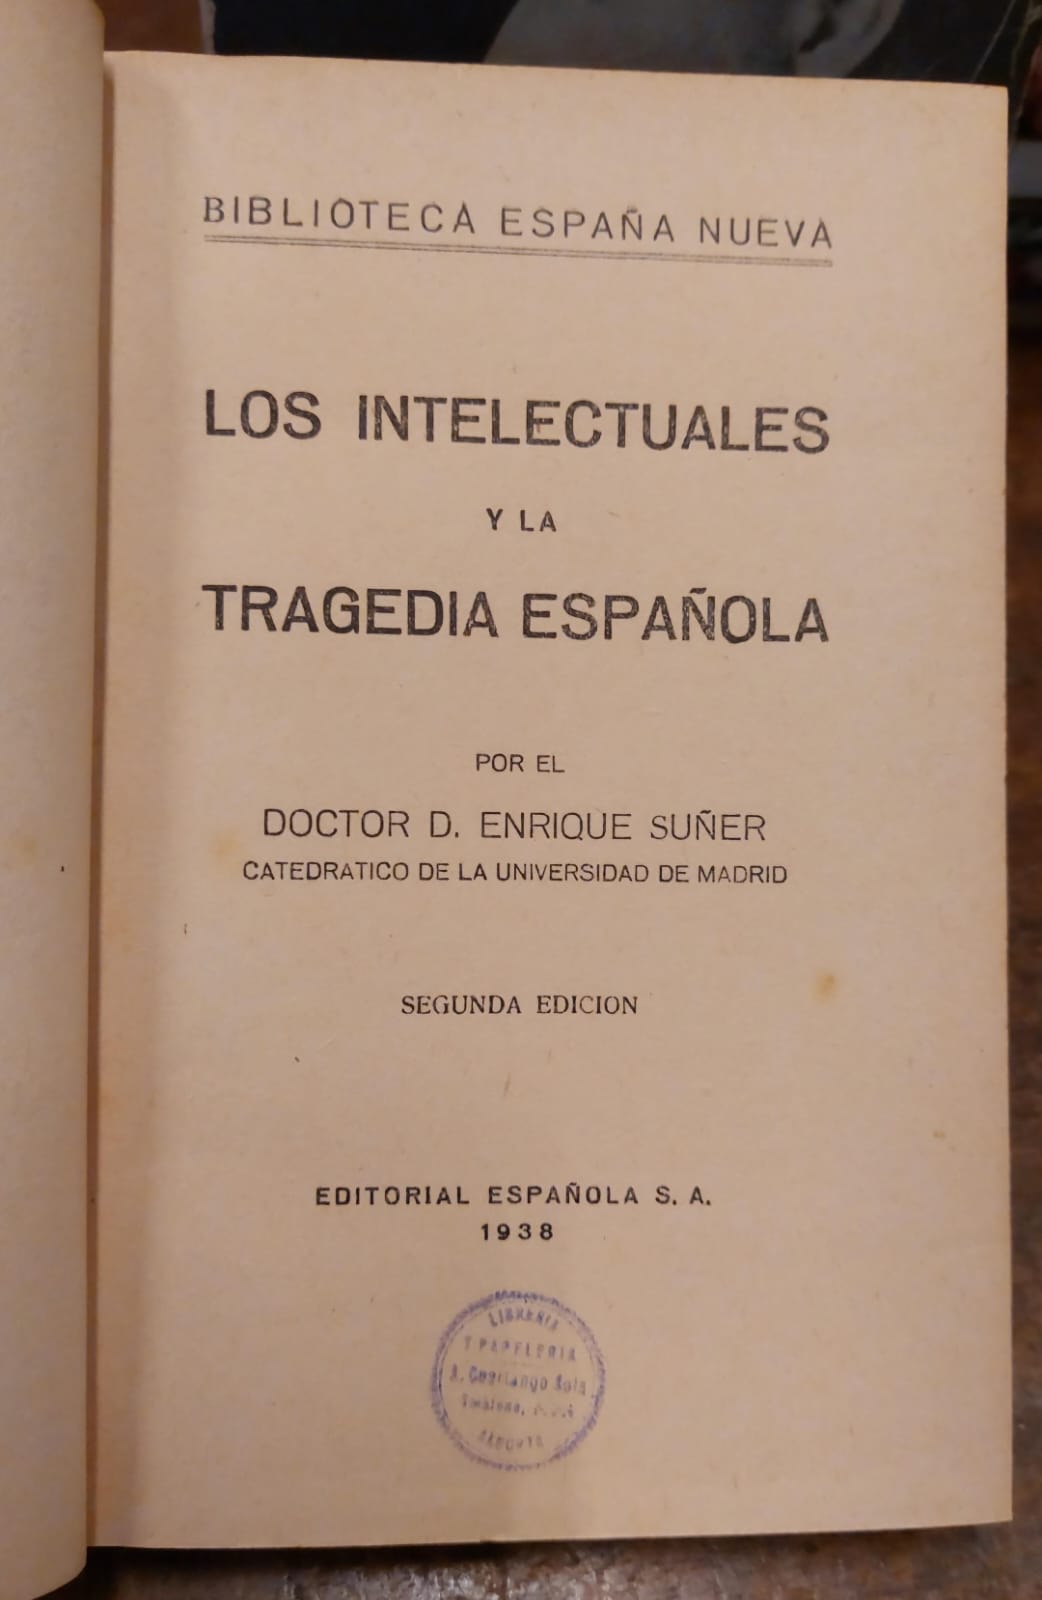 BIBLIOTECA ESPAÑA NUEVA
LOS INTELECTUALES
Y LA
TRAGEDIA ESPAÑOLA
POR EL
DOCTOR D. ENRIQUE SUÑER
CATEDRATICO DE LA UNIVERSIDAD DE MADRID
SEGUNDA EDICION
EDITORIAL ESPAÑOLA S. A.
1938
LIBRERIA
Y PAPELERIA
A.
ALGORTA